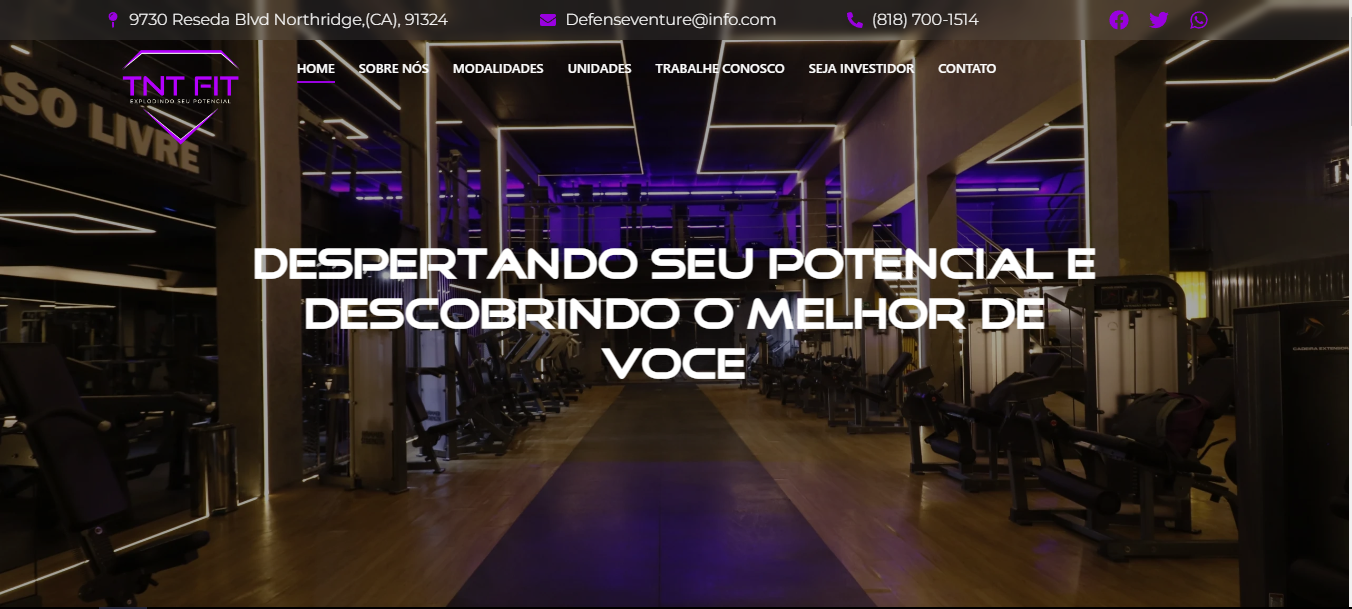 9730 Reseda Blvd Northridge,(CA), 91324
Defenseventure@info.com
(818) 700-1514
TNT FIT
EXPLODINDO SEU POTENCIAL
HOME
SOBRE NÓS
MODALIDADES
UNIDADES
TRABALHE CONOSCO
SEJA INVESTIDOR
CONTATO
SO LIVRE
DESPERTANDO SEU POTENCIAL E
DESCOBRINDO O MELHOR DE
VOCE